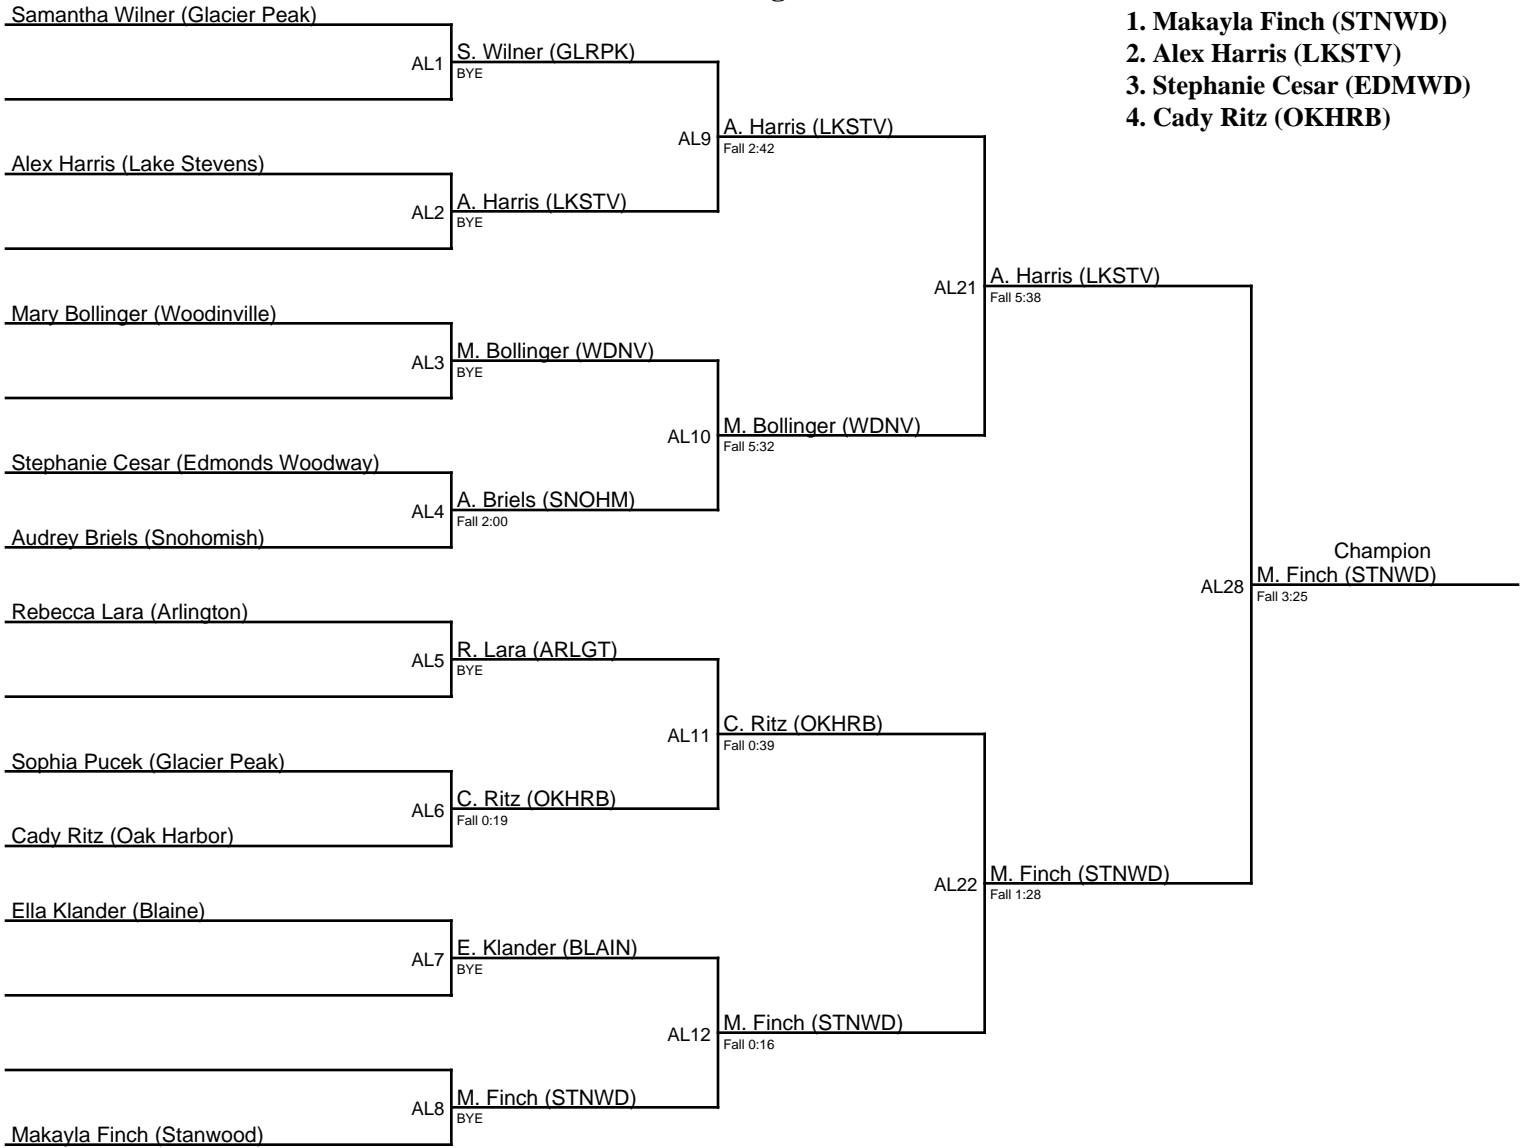 Samantha Wilner (Glacier Peak)
AL1
S. Wilner (GLRPK)
BYE
Alex Harris (Lake Stevens)
AL2
A. Harris (LKSTV)
BYE
AL9
A. Harris (LKSTV)
Fall 2:42
Mary Bollinger (Woodinville)
AL3
M. Bollinger (WDNV)
BYE
Stephanie Cesar (Edmonds Woodway)
AL4
A. Briels (SNOHM)
Fall 2:00
Audrey Briels (Snohomish)
AL10
M. Bollinger (WDNV)
Fall 5:32
AL21
A. Harris (LKSTV)
Fall 5:38
Rebecca Lara (Arlington)
AL5
R. Lara (ARLGT)
BYE
Sophia Pucek (Glacier Peak)
AL6
C. Ritz (OKHRB)
Fall 0:19
Cady Ritz (Oak Harbor)
AL11
C. Ritz (OKHRB)
Fall 0:39
Ella Klander (Blaine)
AL7
E. Klander (BLAIN)
BYE
AL8
M. Finch (STNWD)
BYE
Makayla Finch (Stanwood)
AL12
M. Finch (STNWD)
Fall 0:16
AL22
M. Finch (STNWD)
Fall 1:28
AL28
Champion
M. Finch (STNWD)
Fall 3:25
1. Makayla Finch (STNWD)
2. Alex Harris (LKSTV)
3. Stephanie Cesar (EDMWD)
4. Cady Ritz (OKHRB)